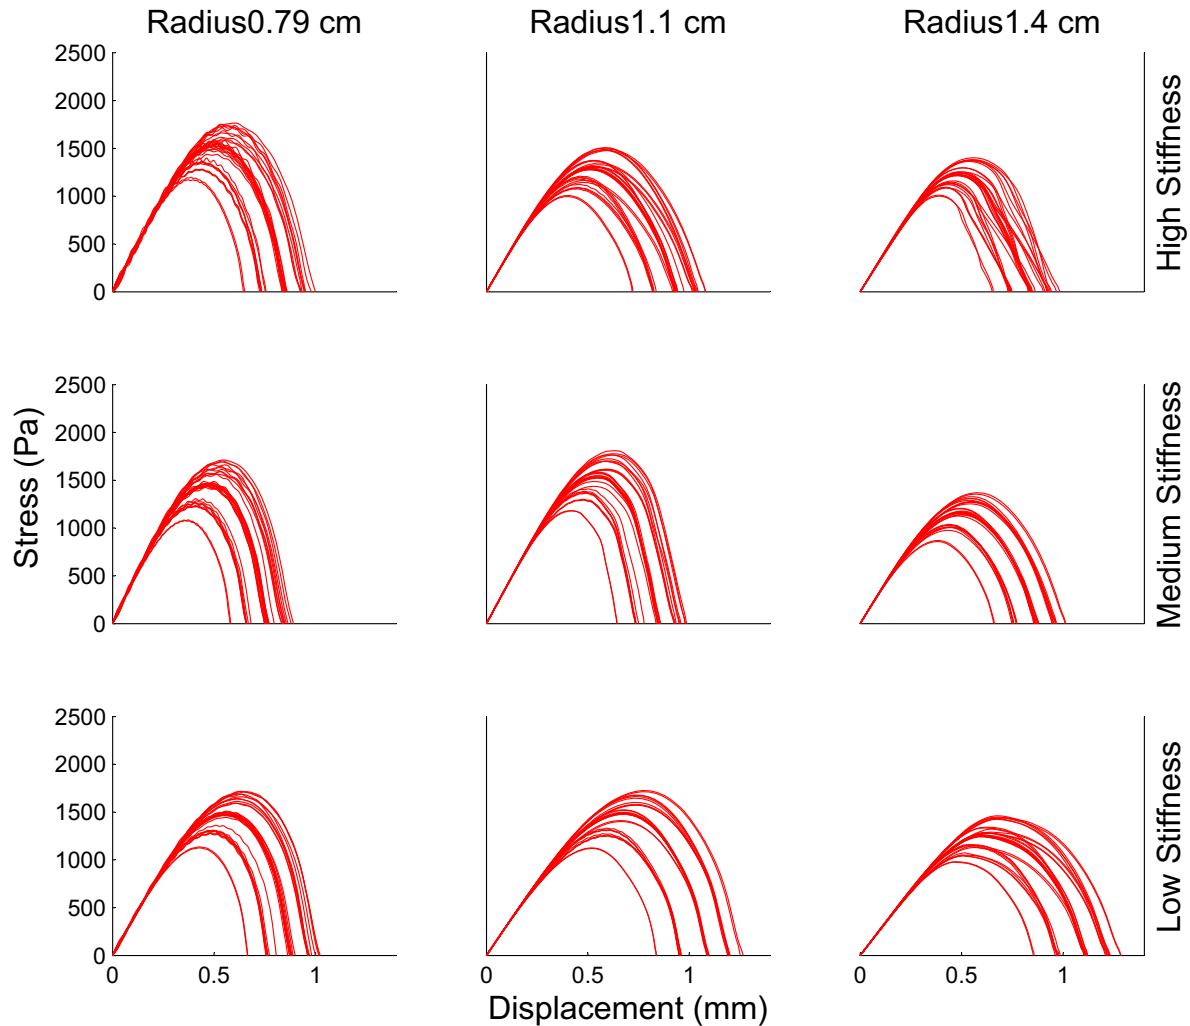 Radius0.79 cm
Radius1.1 cm
Radius1.4 cm
2500
2000
1500
1000
500
0
High Stiffness
2500
2000
1500
1000
500
0
Medium Stiffness
Stress (Pa)
2500
2000
1500
1000
500
0
Low Stiffness
0 0.5 1
0 0.5 1
0 0.5 1
Displacement (mm)